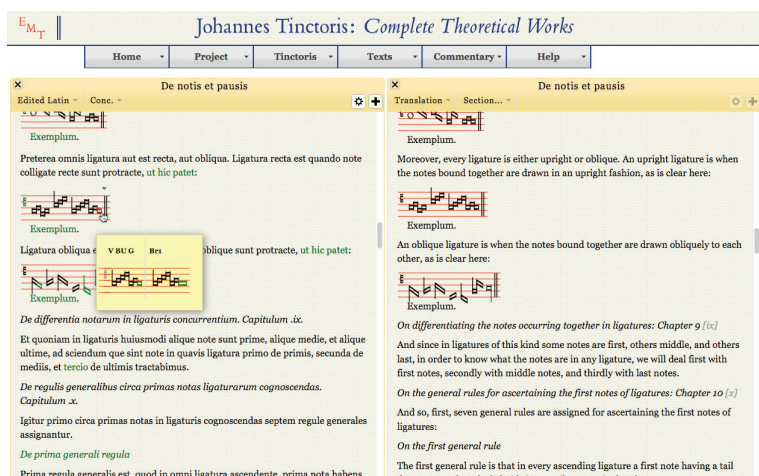 EMT
Johannes Tinctoris: Complete Theoretical Works
Home Project Tinctoris Texts Commentary Help
De notis et pausis
Edited Latin Conc.
Exemplum.
Preterea omnis ligatura aut est recta, aut obliqua. Ligatura recta est quando note
colligate recte sunt protracte, ut hic patet:
Exemplum.
Ligatura obliqua oblique sunt protracte, ut hic patet:
V BU G Br1
Exemplum.
De differentia notarum in ligaturis concurrentium. Capitulum .ix.
Et quoniam in ligaturis huiusmodi alique note sunt prime, alique medie, et alique
ultime, ad sciendum que sint note in quavis ligatura primo de primis, secunda de
mediis, et tercio de ultimis tractabimus.
De regulis generalibus circa primas notas ligaturarum cognoscendas.
Capitulum .x.
Igitur primo circa primas notas in ligaturis cognoscendas septem regule generales
assignantur.
De prima generali regula
Prima regula generalis est, quod in omni ligatura ascendente, prima nota habens
De notis et pausis
Translation Section...
Exemplum.
Moreover, every ligature is either upright or oblique. An upright ligature is when
the notes bound together are drawn in an upright fashion, as is clear here:
Exemplum.
An oblique ligature is when the notes bound together are drawn obliquely to each
other, as is clear here:
Exemplum.
On differentiating the notes occurring together in ligatures: Chapter 9 [ix]
And since in ligatures of this kind some notes are first, others middle, and others
last, in order to know what the notes are in any ligature, we will deal first with
first notes, secondly with middle notes, and thirdly with last notes.
On the general rules for ascertaining the first notes of ligatures: Chapter 10 [x]
And so, first, seven general rules are assigned for ascertaining the first notes of
ligatures:
On the first general rule
The first general rule is that in every ascending ligature a first note having a tail